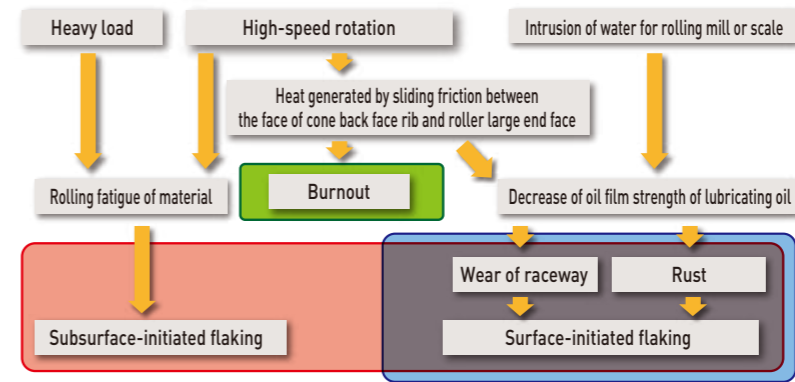 Heavy load
High-speed rotation
Intrusion of water for rolling mill or scale
Heat generated by sliding friction between
the face of cone back face rib and roller large end face
Rolling fatigue of material
Burnout
Decrease of oil film strength of lubricating oil
Wear of raceway
Rust
Subsurface-initiated flaking
Surface-initiated flaking